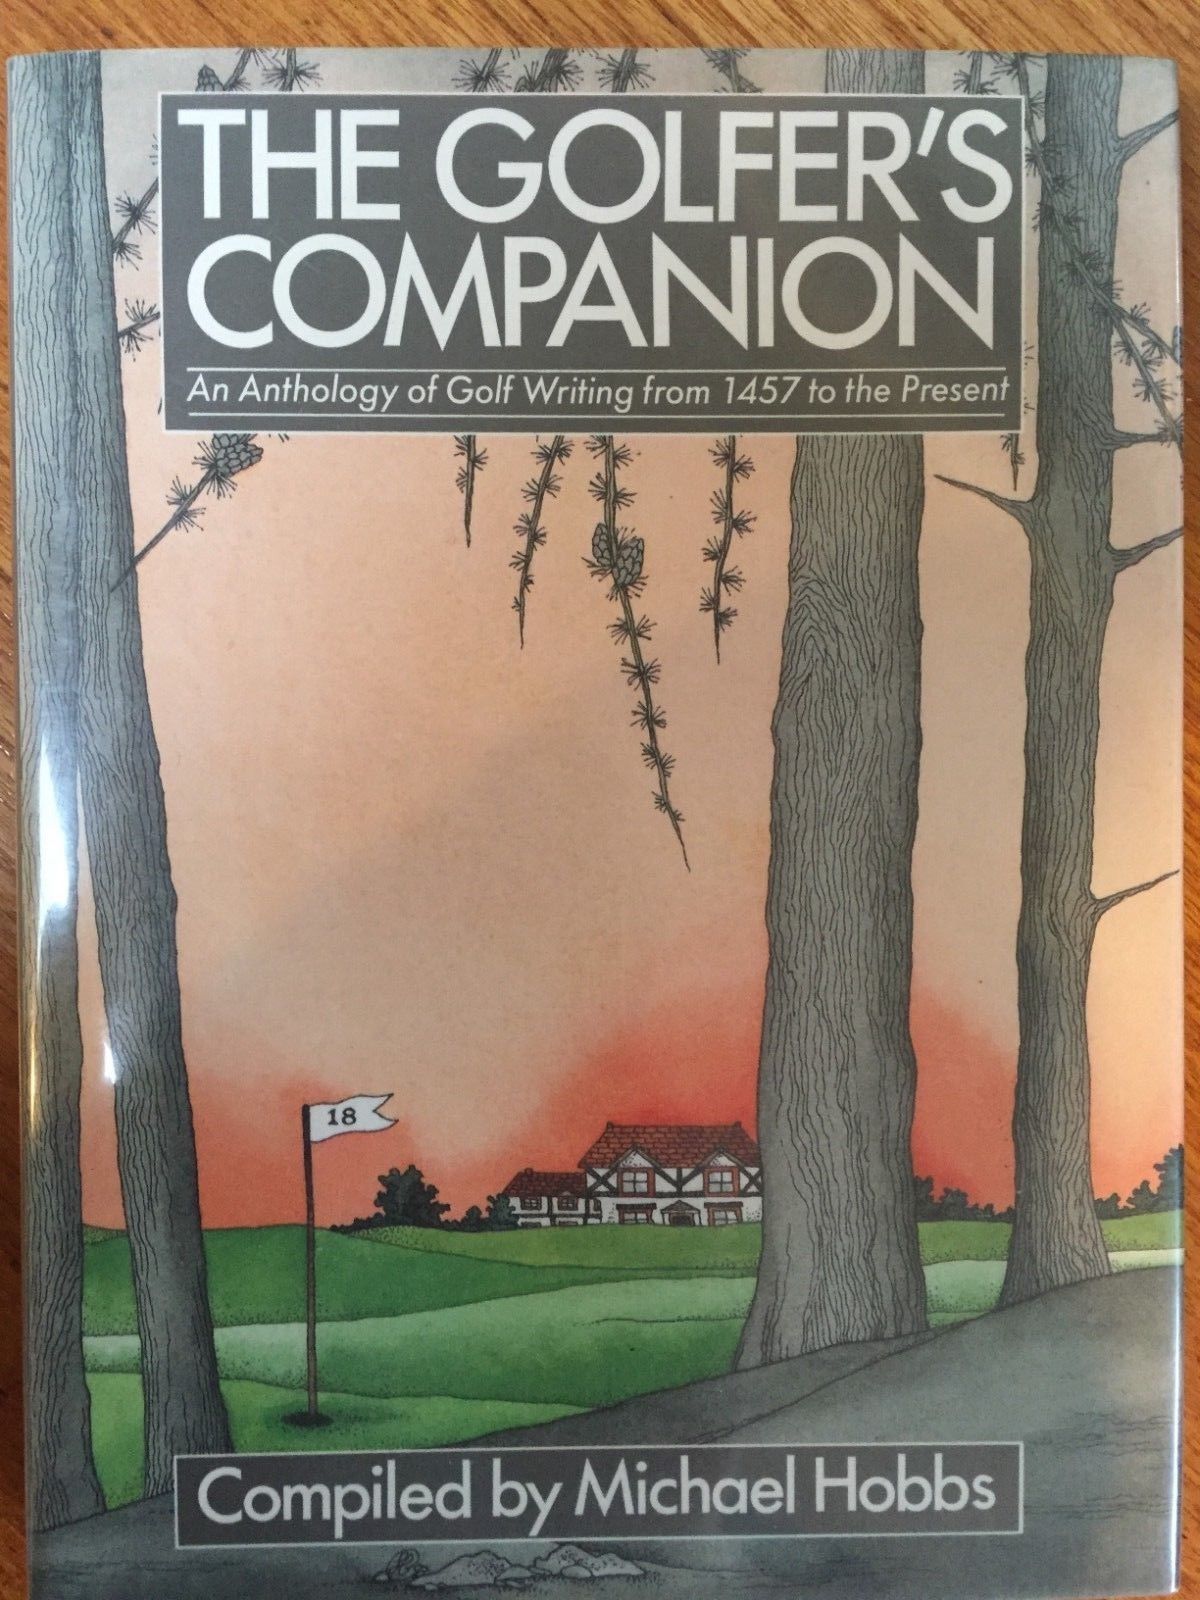 THE GOLFER'S
COMPANION
An Anthology of Golf Writing from 1457 to the Present
18
Compiled by Michael Hobbs